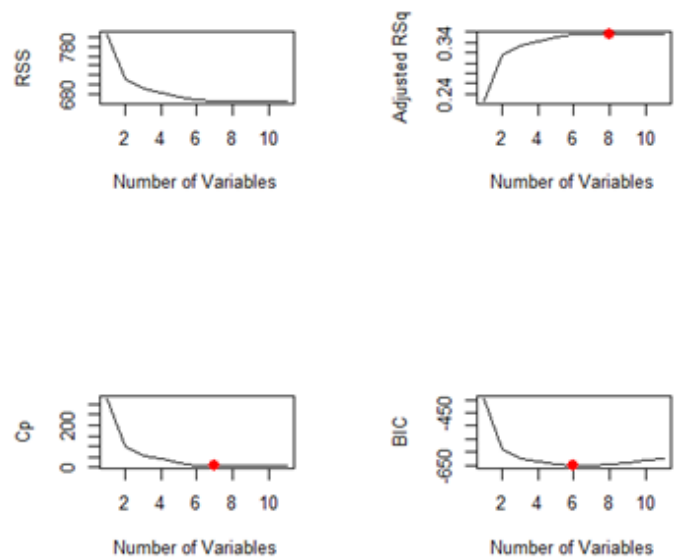 RSS
780
680
2 4 6 8 10
Number of Variables
Adjusted RSq
0.34
0.24
2 4 6 8 10
Number of Variables
Cp
200
0
2 4 6 8 10
Number of Variables
BIC
-450
-650
2 4 6 8 10
Number of Variables